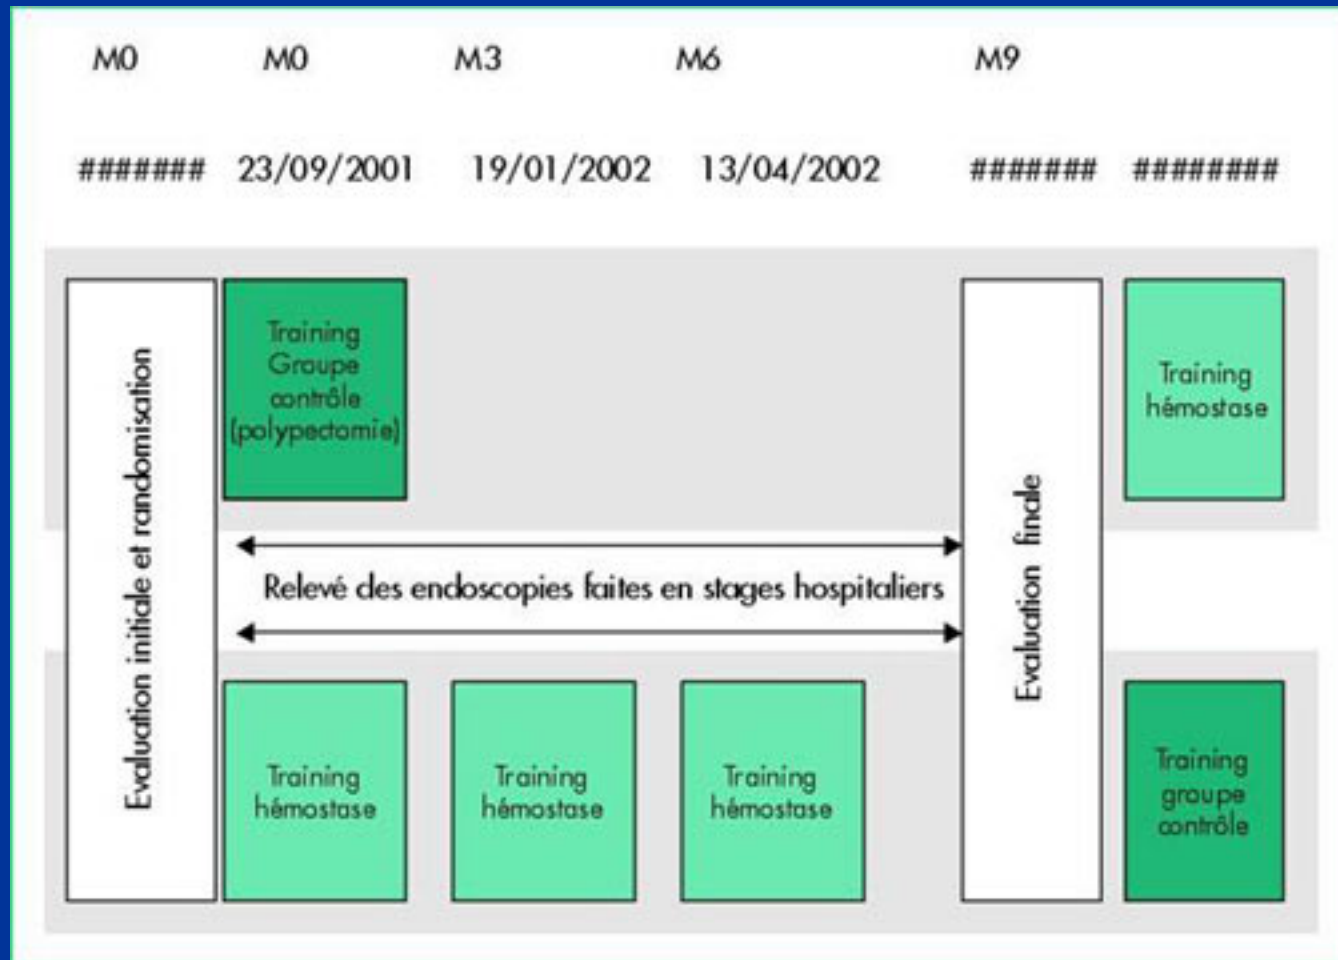 M0 M0 M3 M6 M9
####### 23/09/2001 19/01/2002 13/04/2002 ####### ########
Evaluation initiale et randomisation
Training
Groupe
contrôle
(polypectomie)
Evaluation finale
Training
hémostase
Relevé des endoscopies faites en stages hospitaliers
Training
hémostase
Training
hémostase
Training
hémostase
Training
groupe
contrôle